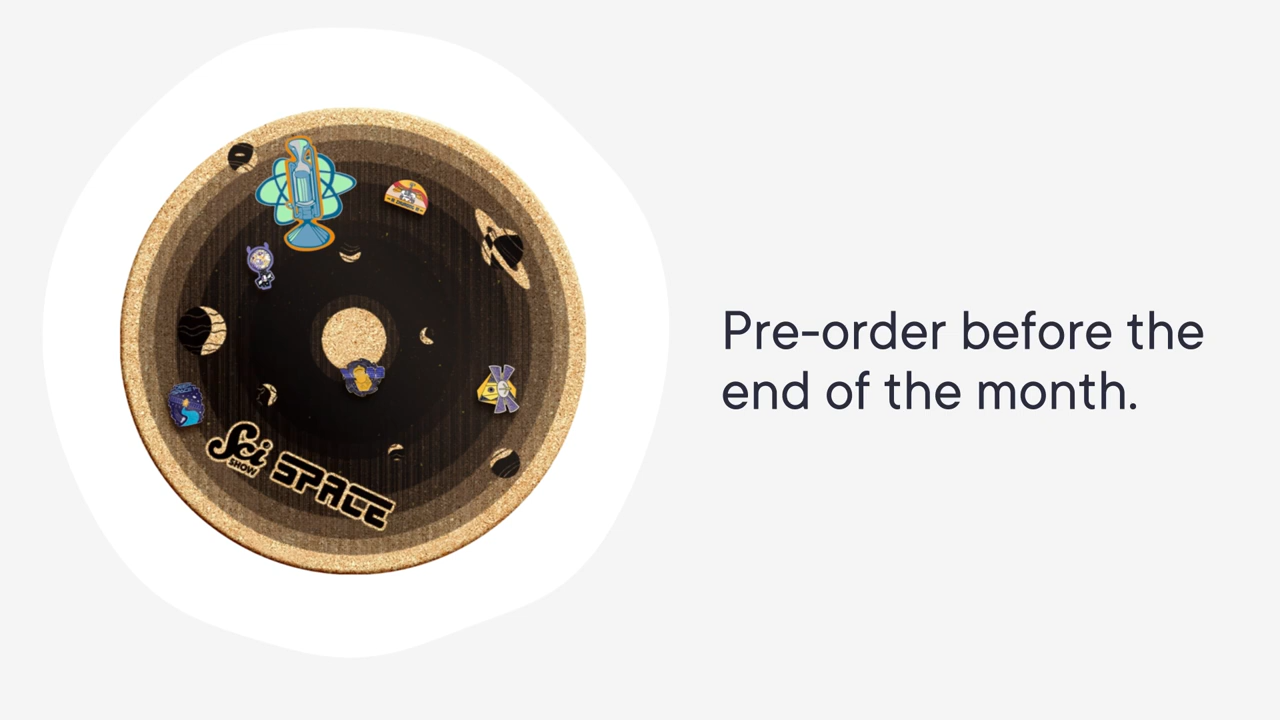 Sci
SHOW
SPACE
Pre-order before the
end of the month.